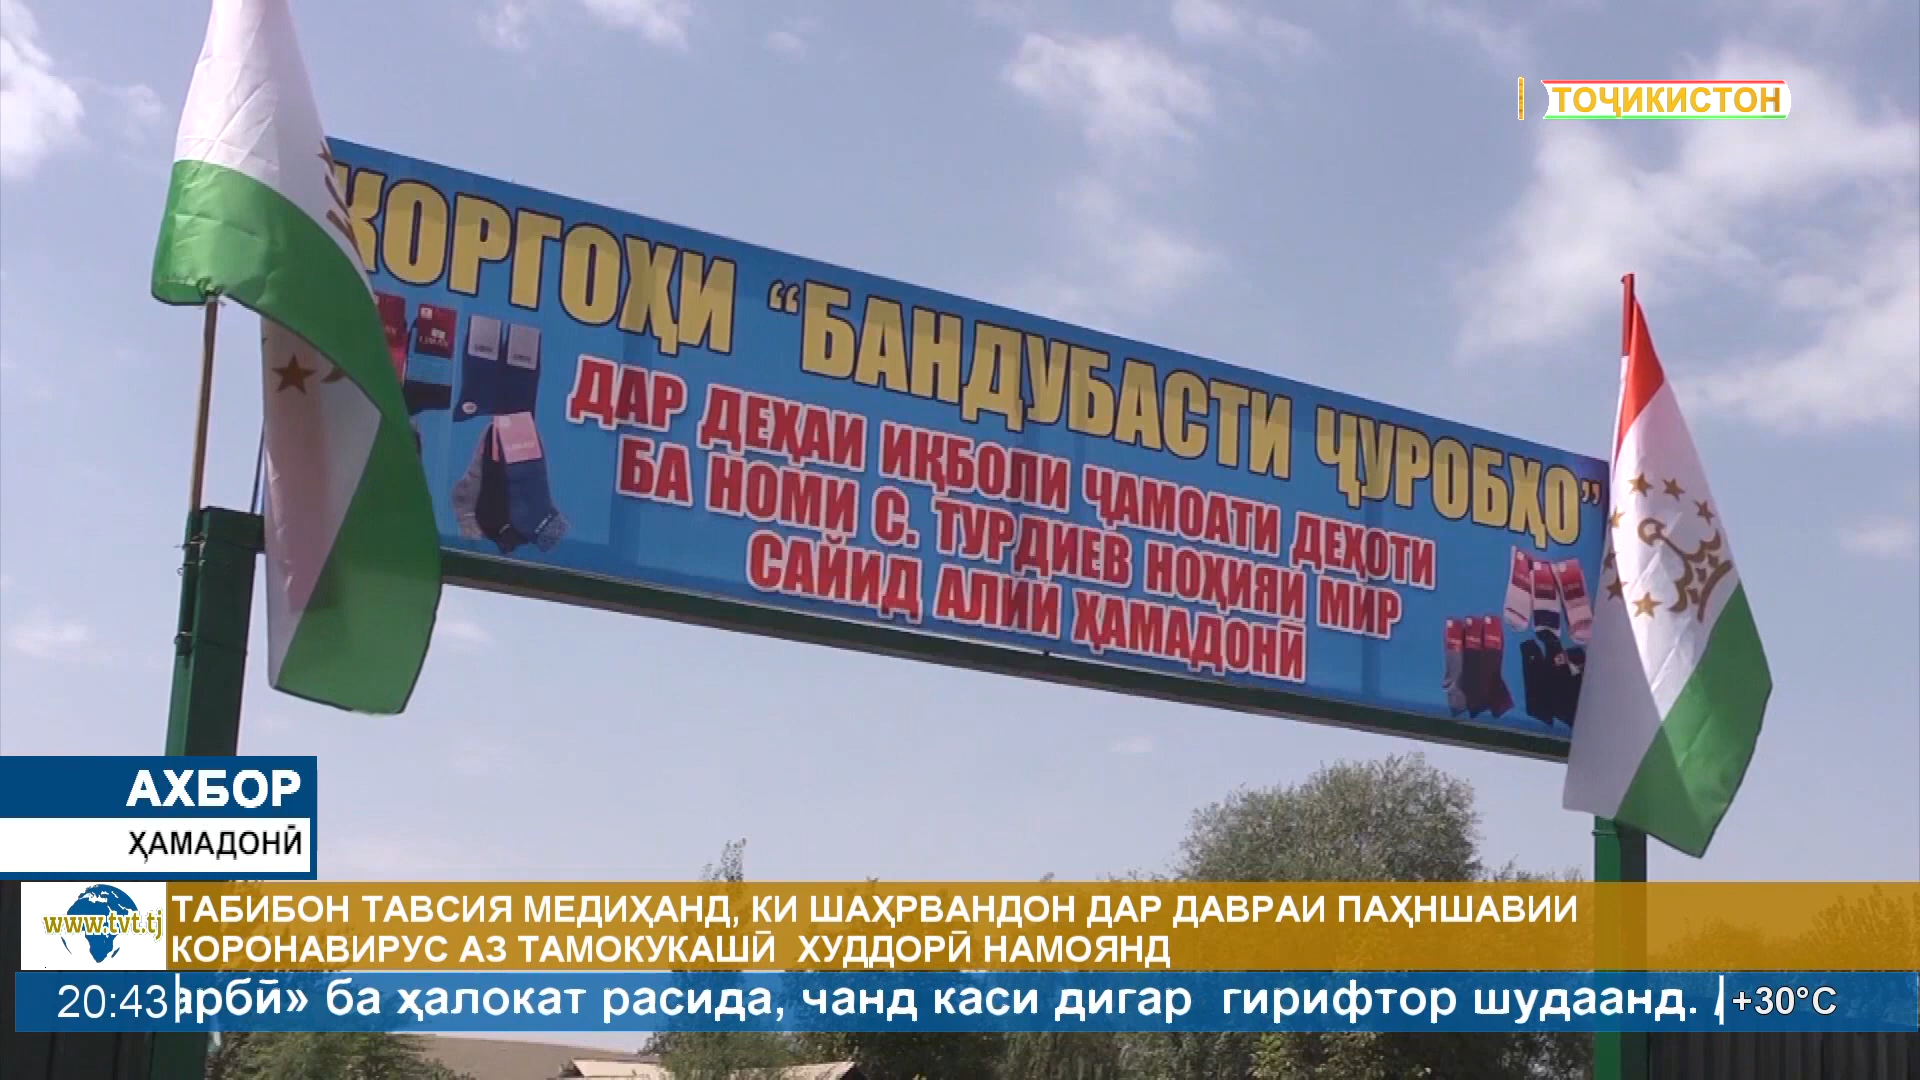 ТОҶИКИСТОН
КОРГОҲИ “БАНДУБАСТИ ҶУРОБҲО”
ДАР ДЕҲАИ ИҚБОЛИ ҶАМОАТИ ДЕҲОТИ
БА НОМИ С. ТУРДИЕВ НОҲИЯИ МИР
САЙИД АЛИИ ҲАМАДОНӢ
АХБОР
ҲАМАДОНӢ
www.tvt.tj
ТАБИБОН ТАВСИЯ МЕДИҲАНД, КИ ШАҲРВАНДОН ДАР ДАВРАИ ПАҲНШАВИИ
КОРОНАВИРУС АЗ ТАМОКУКАШӢ ХУДДОРӢ НАМОЯНД
20:43 арбӣ» ба ҳалокат расида, чанд каси дигар гирифтор шудаанд. +30°C